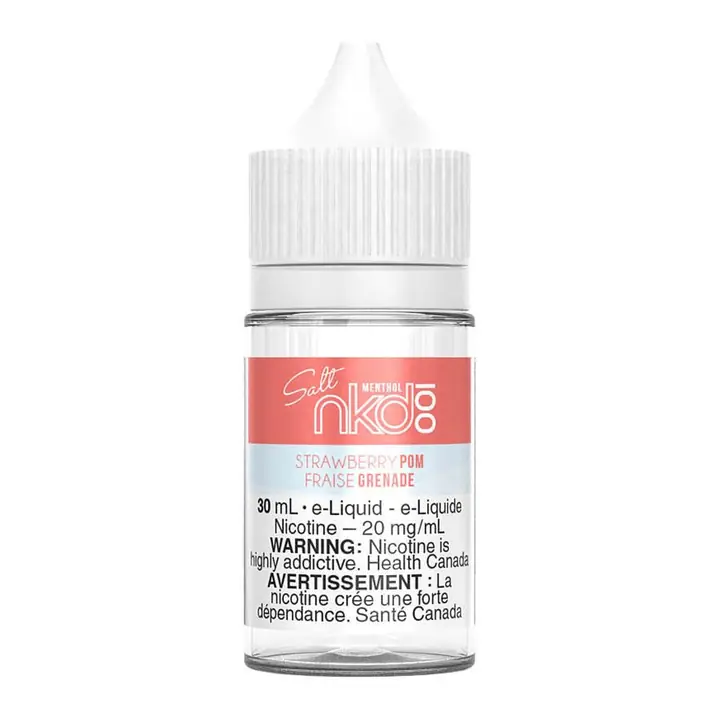 Salt
MENTHOL
nkd 100
STRAWBERRY POM
FRAISE GRENADE
30 mL • e-Liquid - e-Liquide
Nicotine — 20 mg/mL
WARNING: Nicotine is
highly addictive. Health Canada
AVERTISSEMENT : La
nicotine crée une forte
dépendance. Santé Canada